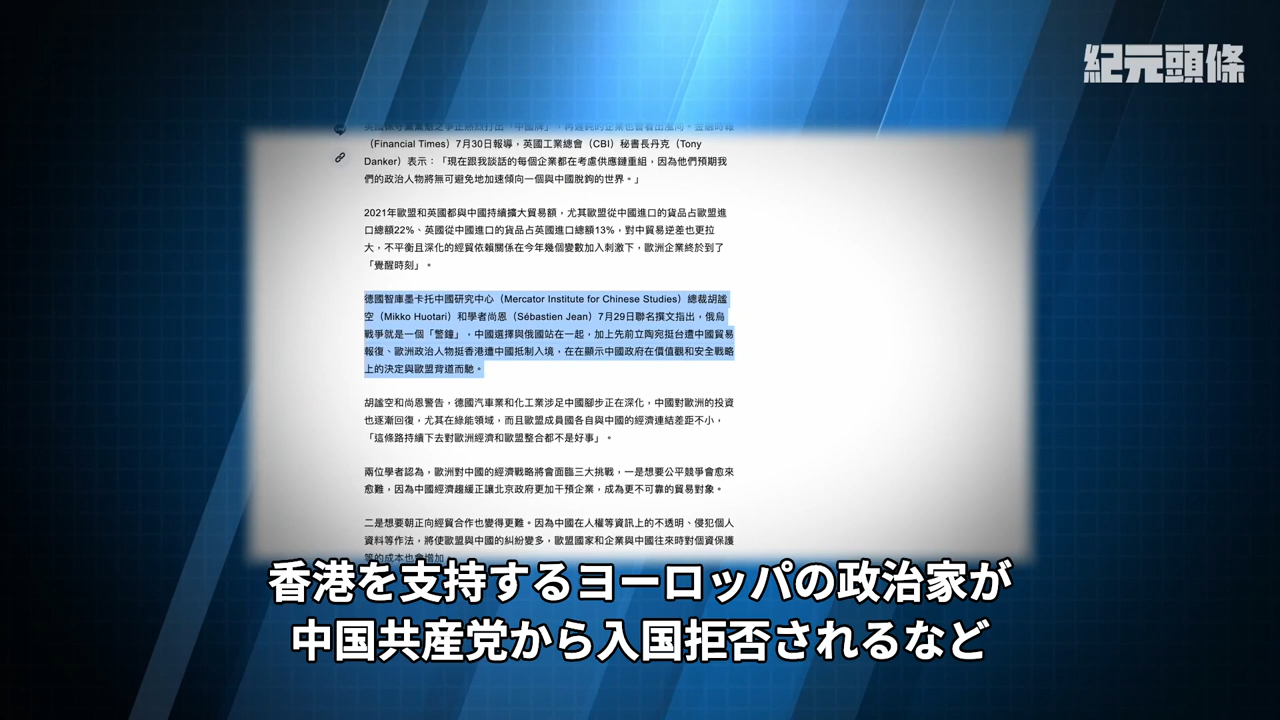 紀元頭條
（Financial Times）7月30日報導，英國工業總會（CBI）秘書長丹克（Tony
Danker）表示：「現在跟我談話的每個企業都在考慮供應鏈重組，因為他們預期我
們的政治人物將無可避免地加速傾向一個與中國脫鉤的世界。」
2021年歐盟和英國都與中國持續擴大貿易額，尤其歐盟從中國進口的貨品占歐盟進
口總額22%、英國從中國進口的貨品占英國進口總額13%，對中貿易逆差也更拉
大，不平衡且深化的經貿依賴關係在今年幾個變數加入刺激下，歐洲企業終於到了
「覺醒時刻」。
德國智庫墨卡托中國研究中心（Mercator Institute for Chinese Studies）總裁胡謐
空（Mikko Huotari）和學者尚恩（Sébastien Jean）7月29日聯名撰文指出，俄烏
戰爭就是一個「警鐘」，中國選擇與俄國站在一起，加上先前立陶宛挺台遭中國貿易
報復、歐洲政治人物挺香港遭中國抵制入境，在在顯示中國政府在價值觀和安全戰略
上的決定與歐盟背道而馳。
胡謐空和尚恩警告，德國汽車業和化工業涉足中國腳步正在深化，中國對歐洲的投資
也逐漸回復，尤其在綠能領域，而且歐盟成員國各自與中國的經濟連結差距不小，
「這條路持續下去對歐洲經濟和歐盟整合都不是好事」。
兩位學者認為，歐洲對中國的經濟戰略將會面臨三大挑戰，一是想要公平競爭會愈來
愈難，因為中國經濟趨緩正讓北京政府更加干預企業，成為更不可靠的貿易對象。
二是想要朝正向經貿合作也變得更難。因為中國在人權等資訊上的不透明、侵犯個人
資料等作法，將使歐盟與中國的糾紛變多，歐盟國家和企業與中國往來時對個資保護
等的成本也會增加
香港を支持するヨーロッパの政治家が
中国共産党から入国拒否されるなど